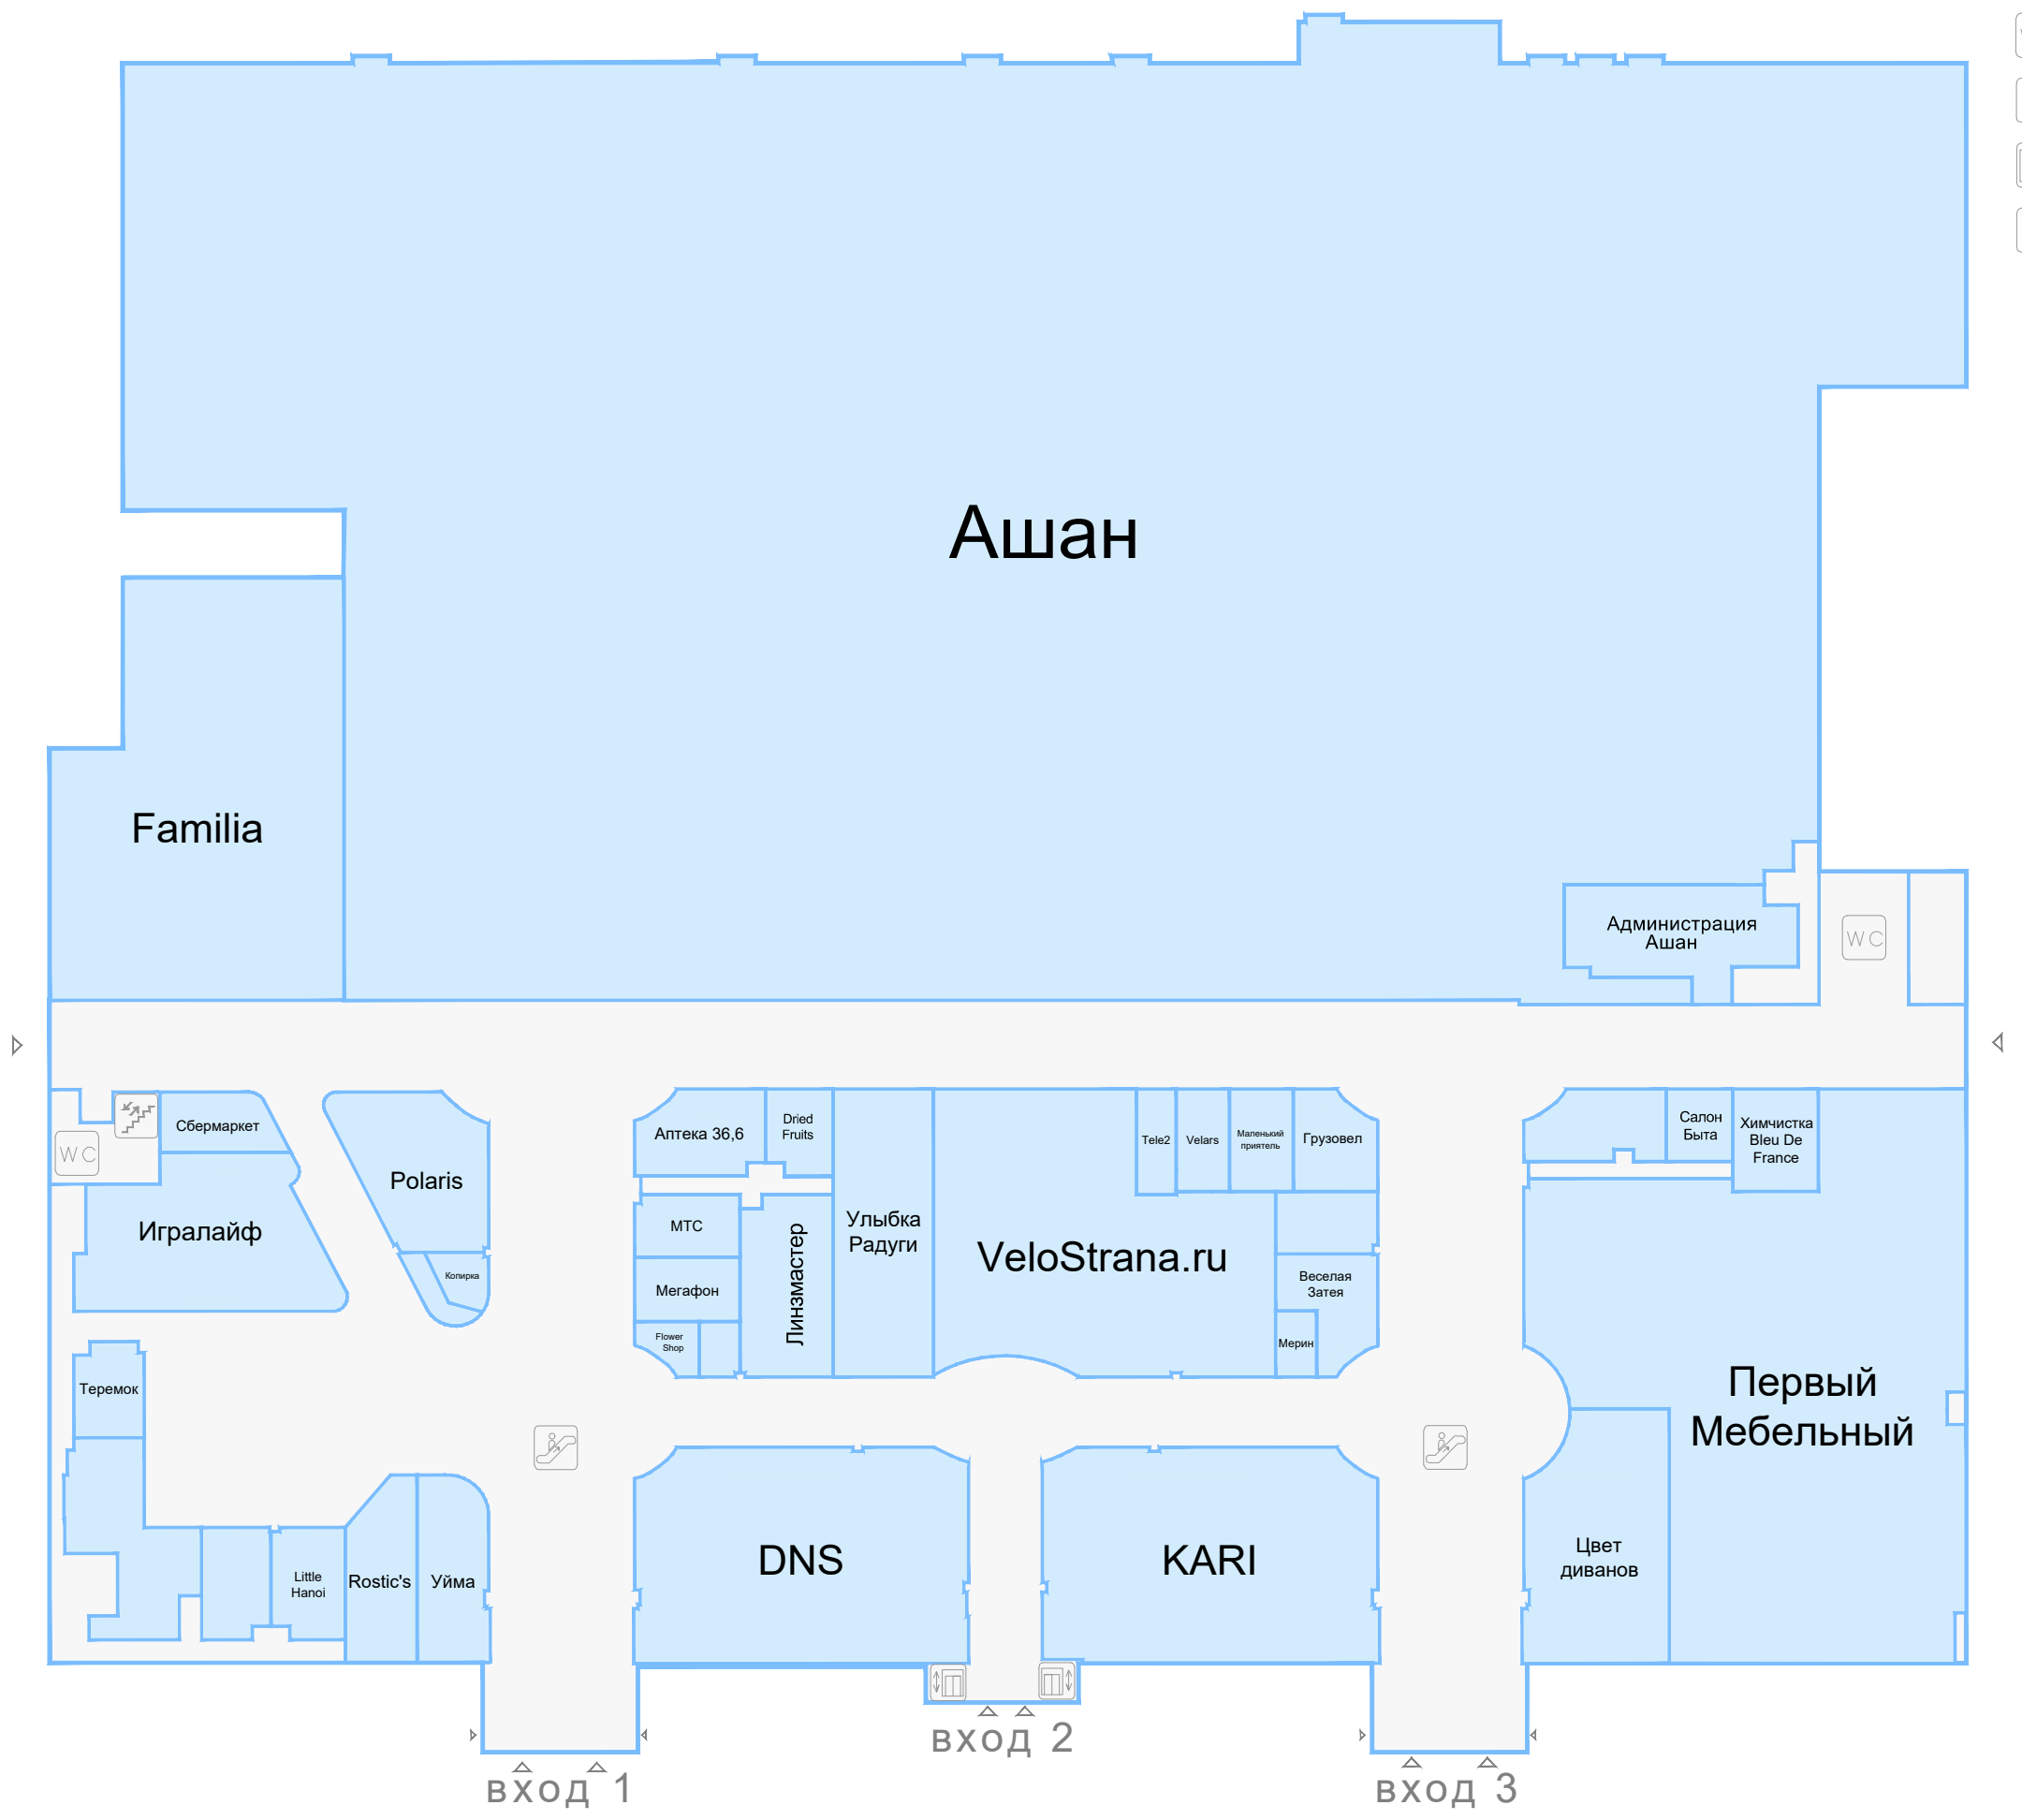 Ашан
Familia
Администрация
Ашан
WC
Сбермаркет
WC
Игралайф
Polaris
Копирка
Аптека 36,6
Dried
Fruits
МТС
Мегафон
Flower
Shop
Линзмастер
Улыбка
Радуги
VeloStrana.ru
Tele2
Velars
Маленький
приятель
Грузовел
Веселая
Затея
Мерин
Салон
Быта
Химчистка
Bleu De
France
Первый
Мебельный
Цвет
диванов
Теремок
Little
Hanoi
Rostic's
Уйма
DNS
KARI
вход 1
вход 2
вход 3